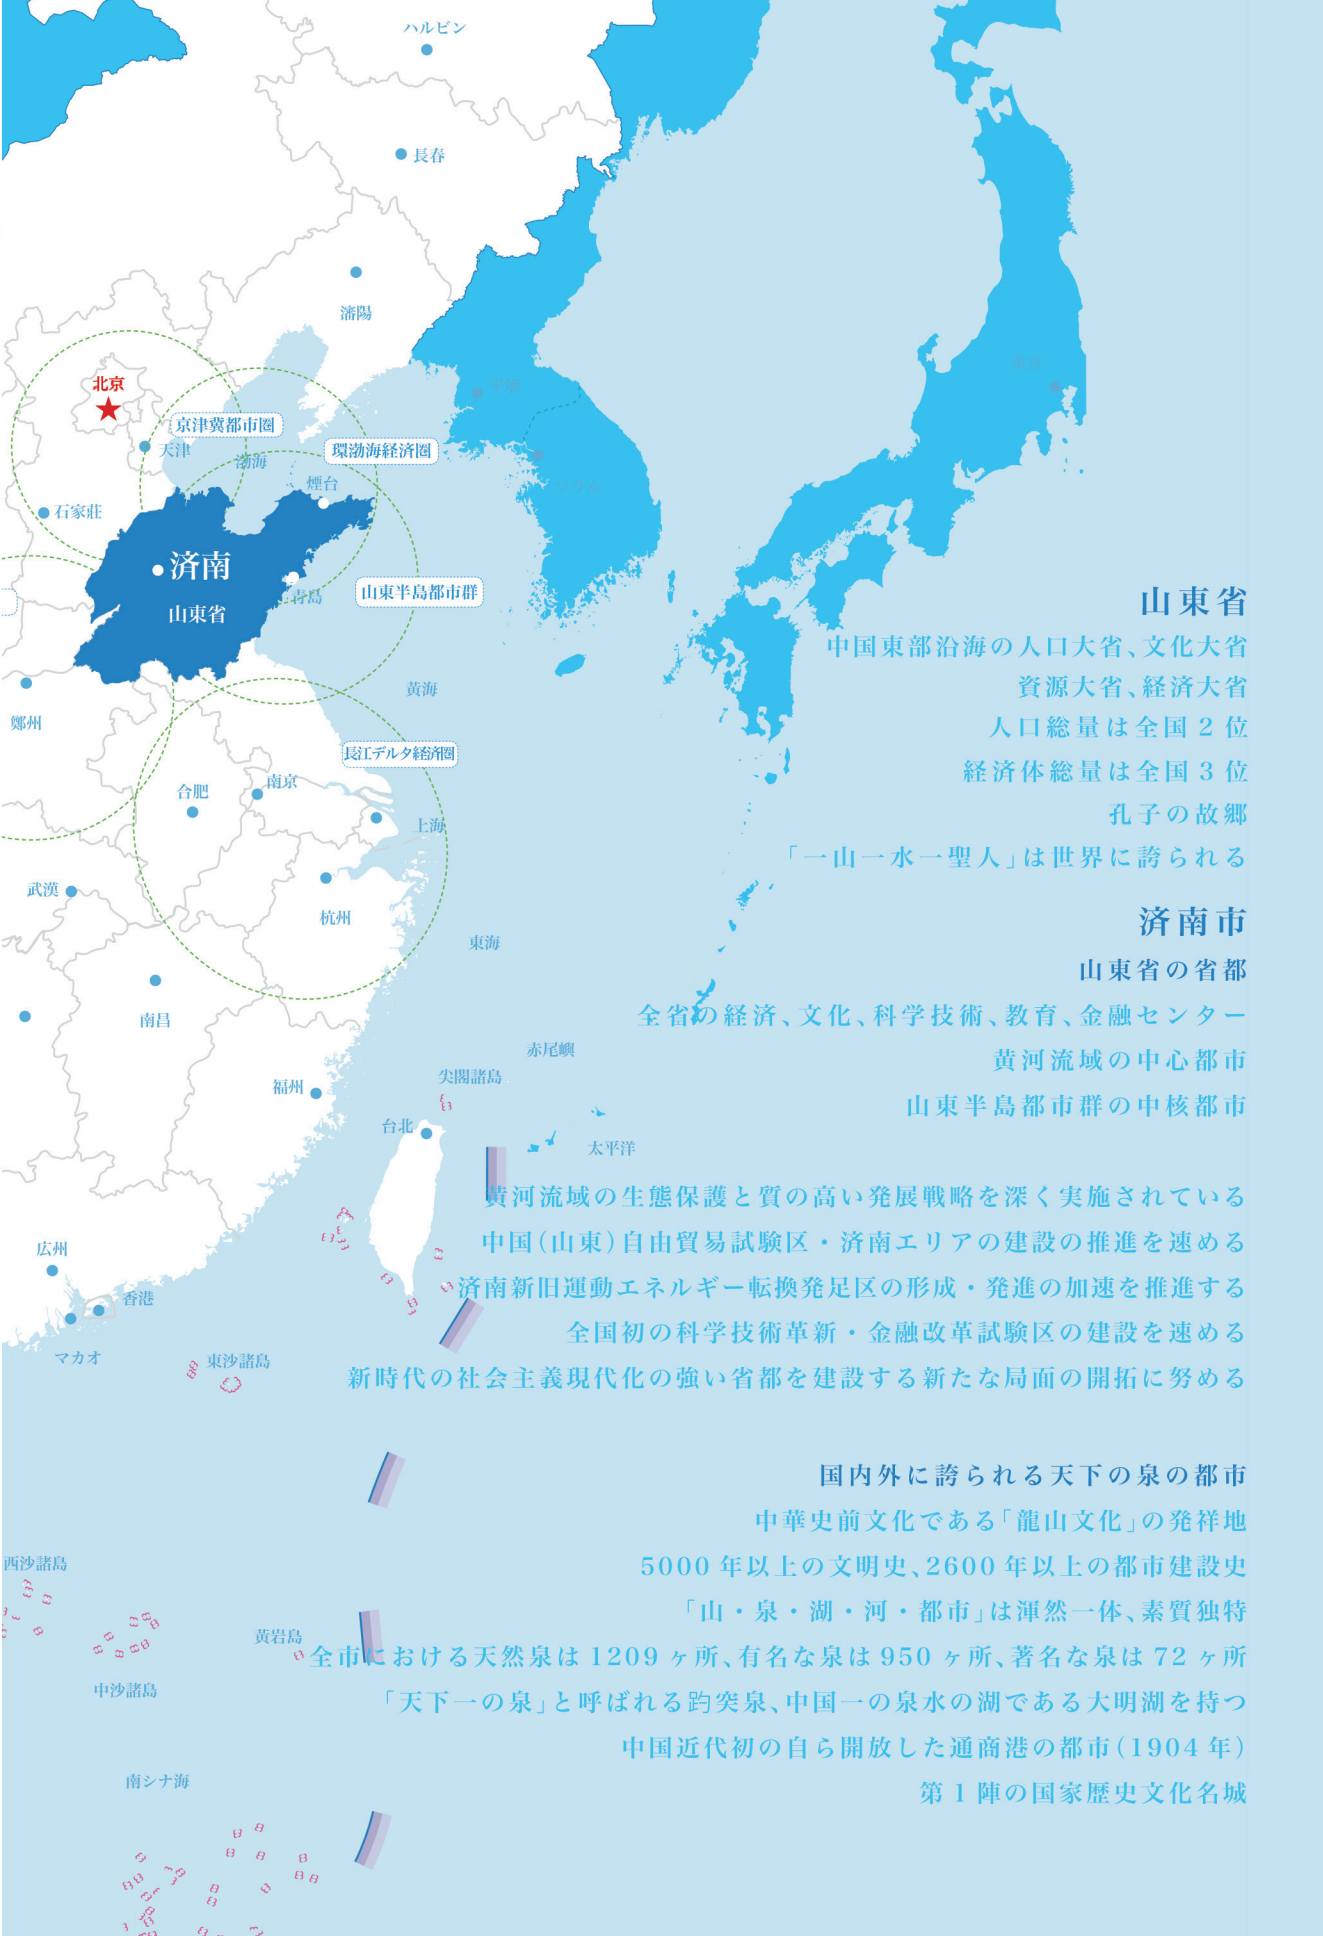 ハルビン
長春
瀋陽
北京
京津冀都市圏
天津
渤海
環渤海経済圏
煙台
石家荘
済南
山東省
青島
山東半島都市群
平壌
ソウル
東京
黄海
鄭州
長江デルタ経済圏
合肥
南京
上海
武漢
杭州
東海
南昌
赤尾嶼
尖閣諸島
福州
台北
太平洋
広州
香港
マカオ
東沙諸島
西沙諸島
黄岩島
中沙諸島
南シナ海
山東省
中国東部沿海の人口大省、文化大省
資源大省、経済大省
人口総量は全国 2 位
経済体総量は全国 3 位
孔子の故郷
「一山一水一聖人」は世界に誇られる
済南市
山東省の省都
全省の経済、文化、科学技術、教育、金融センター
黄河流域の中心都市
山東半島都市群の中核都市
黄河流域の生態保護と質の高い発展戦略を深く実施されている
中国(山東)自由貿易試験区・済南エリアの建設の推進を速める
済南新旧運動エネルギー転換発足区の形成・発進の加速を推進する
全国初の科学技術革新・金融改革試験区の建設を速める
新時代の社会主義現代化の強い省都を建設する新たな局面の開拓に努める
国内外に誇られる天下の泉の都市
中華史前文化である「龍山文化」の発祥地
5000 年以上の文明史、2600 年以上の都市建設史
「山・泉・湖・河・都市」は渾然一体、素質独特
全市における天然泉は 1209 ヶ所、有名な泉は 950 ヶ所、著名な泉は 72 ヶ所
「天下一の泉」と呼ばれる趵突泉、中国一の泉水の湖である大明湖を持つ
中国近代初の自ら開放した通商港の都市(1904 年)
第 1 陣の国家歴史文化名城